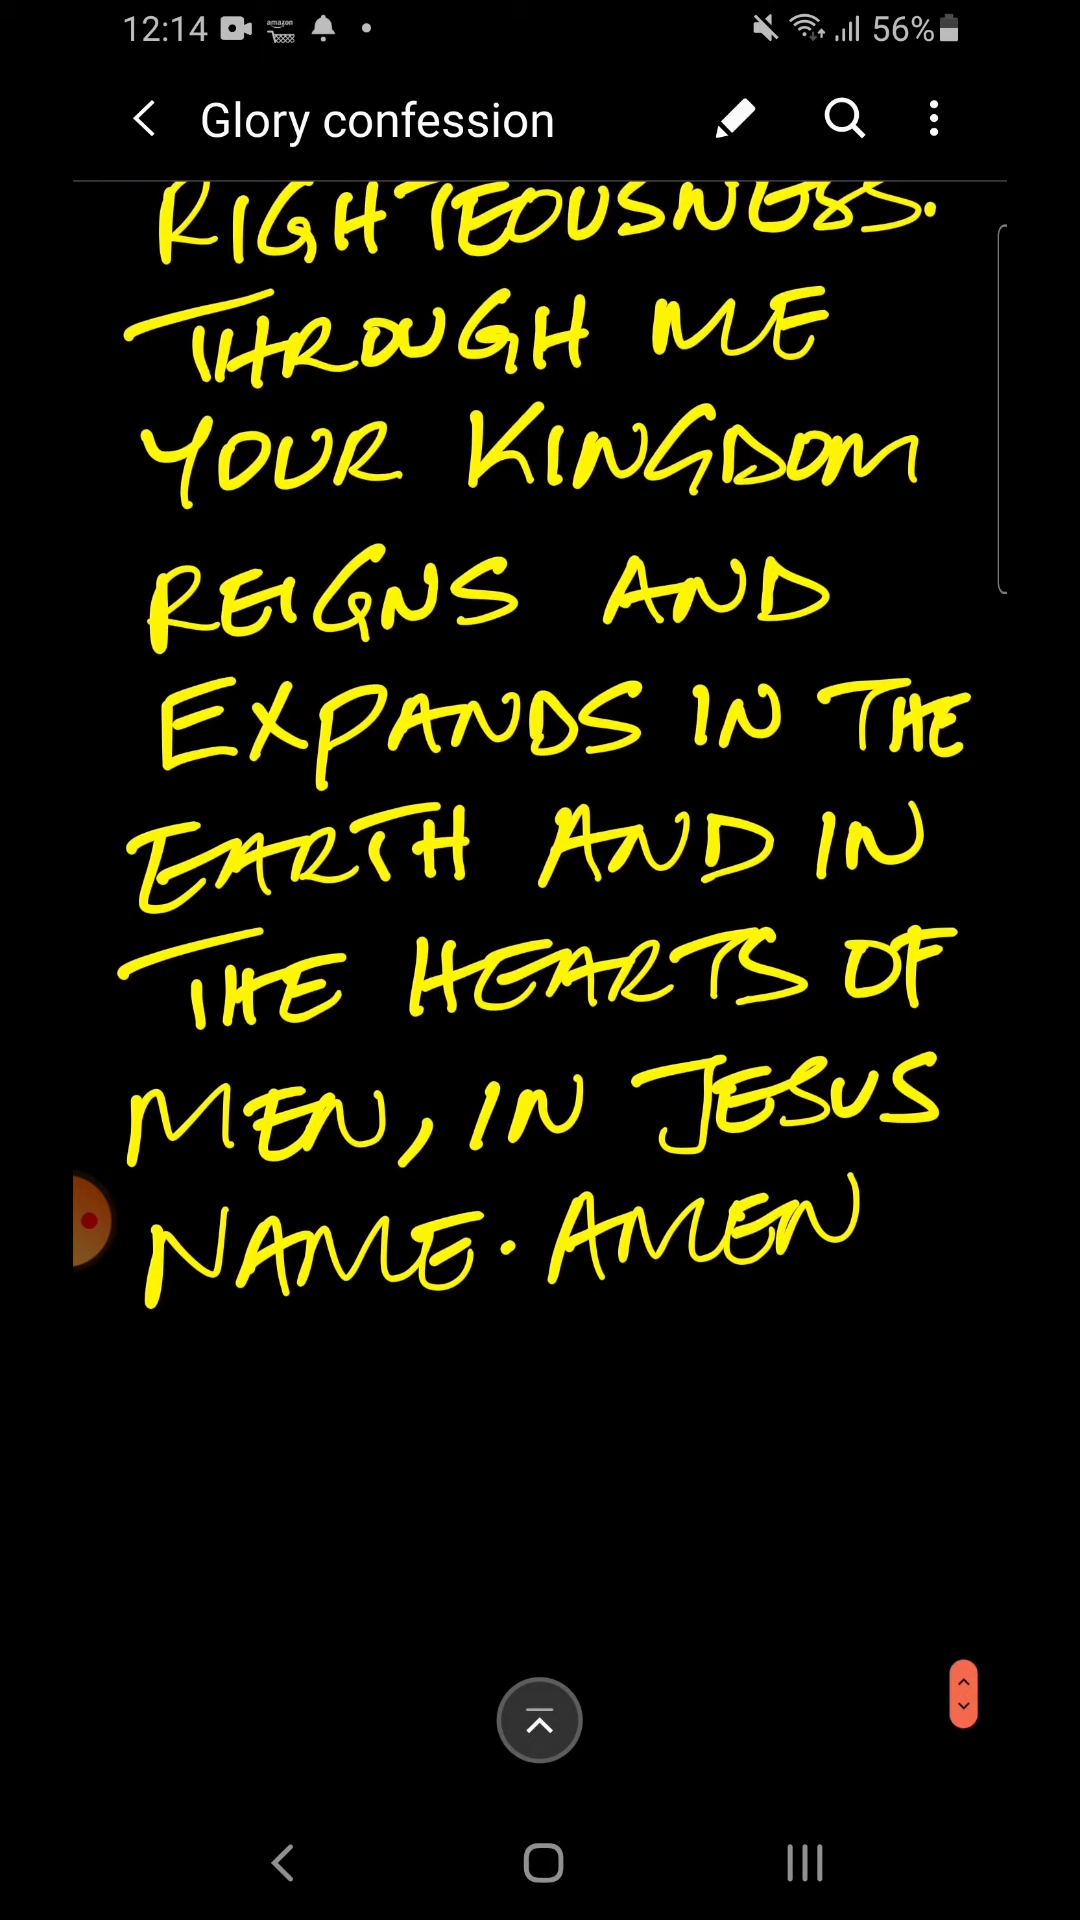 12:14 amazon 56%
Glory confession
RIGHTEOUSNESS.
THROUGH ME
YOUR KINGDOM
REIGNS AND
EXPANDS IN THE
EARTH AND IN
THE HEARTS OF
MEN, IN JESUS
NAME. AMEN